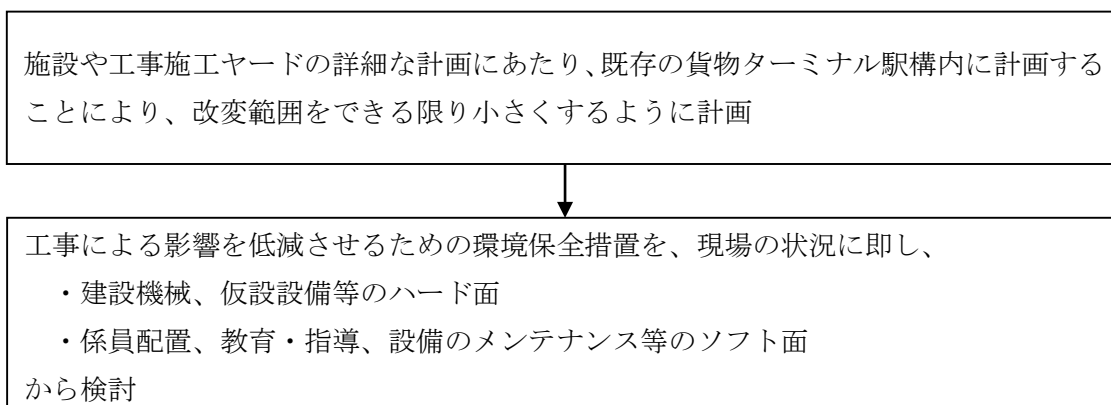 施設や工事施工ヤードの詳細な計画にあたり、既存の貨物ターミナル駅構内に計画する
ことにより、改変範囲をできる限り小さくするように計画
工事による影響を低減させるための環境保全措置を、現場の状況に即し、
・建設機械、仮設設備等のハード面
・係員配置、教育・指導、設備のメンテナンス等のソフト面
から検討